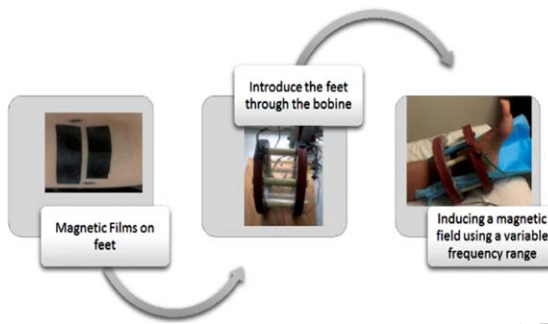 Introduce the feet
through the bobine
Magnetic Films on
feet
Inducing a magnetic
field using a variable
frequency range